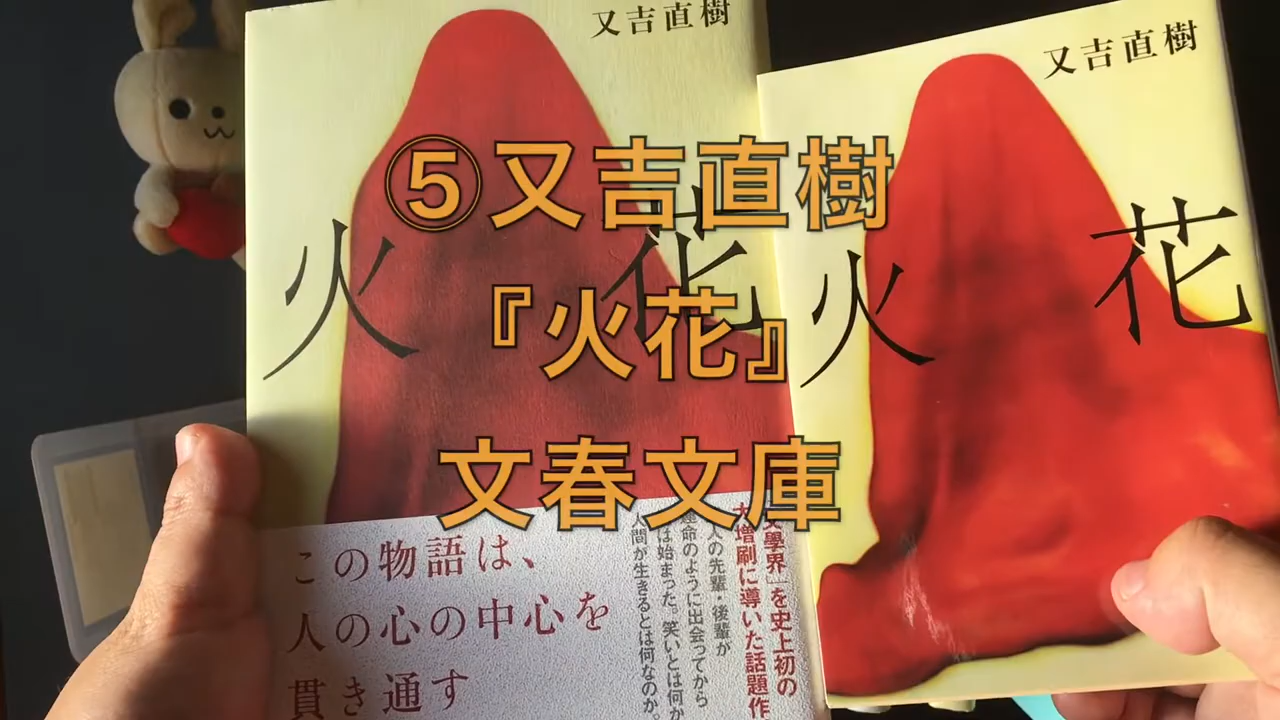 ⑤又吉直樹
『火花』
文春文庫
又吉直樹
火花
この物語は、
人の心の中心を
貫き通す
文學界」を史上初の
大増刷に導いた話題作
人の先輩・後輩が
運命のように出会ってから
は始まった。笑いとは何か
人間が生きるとは何なのか。
又吉直樹
火花